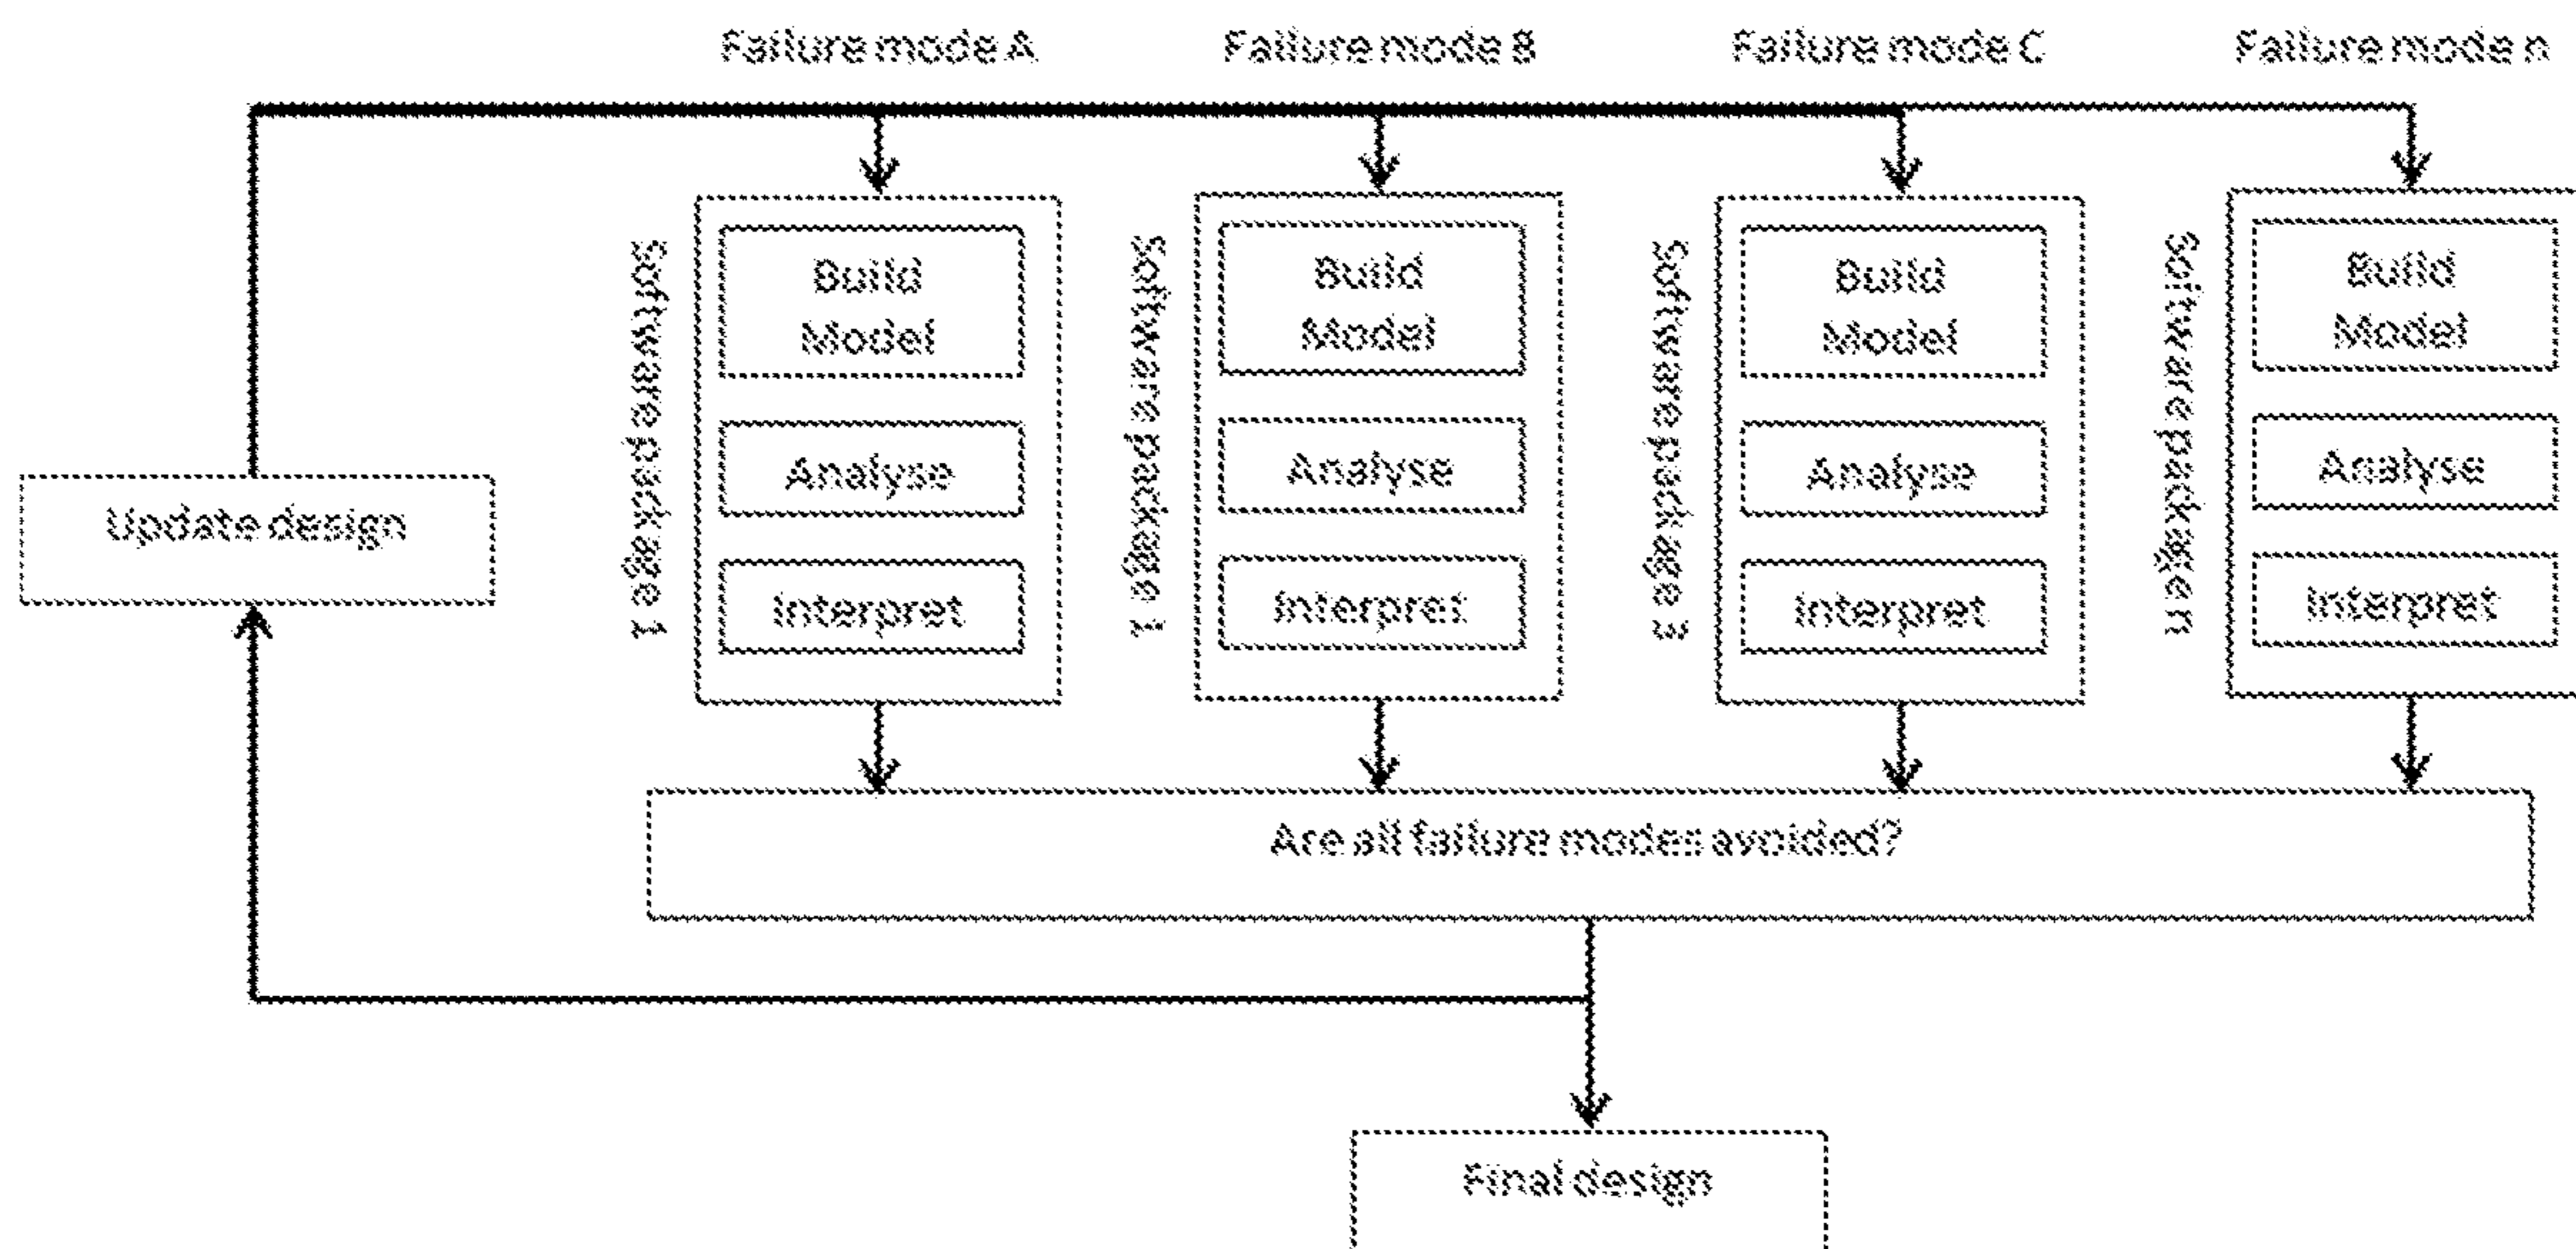 Failure mode A
Failure mode B
Failure mode C
Failure mode n
Software package 1
Build
Model
Analyse
Interpret
Software package 1
Build
Model
Analyse
Interpret
Software package 3
Build
Model
Analyse
Interpret
Software package n
Build
Model
Analyse
Interpret
Update design
Are all failure modes avoided?
Final design